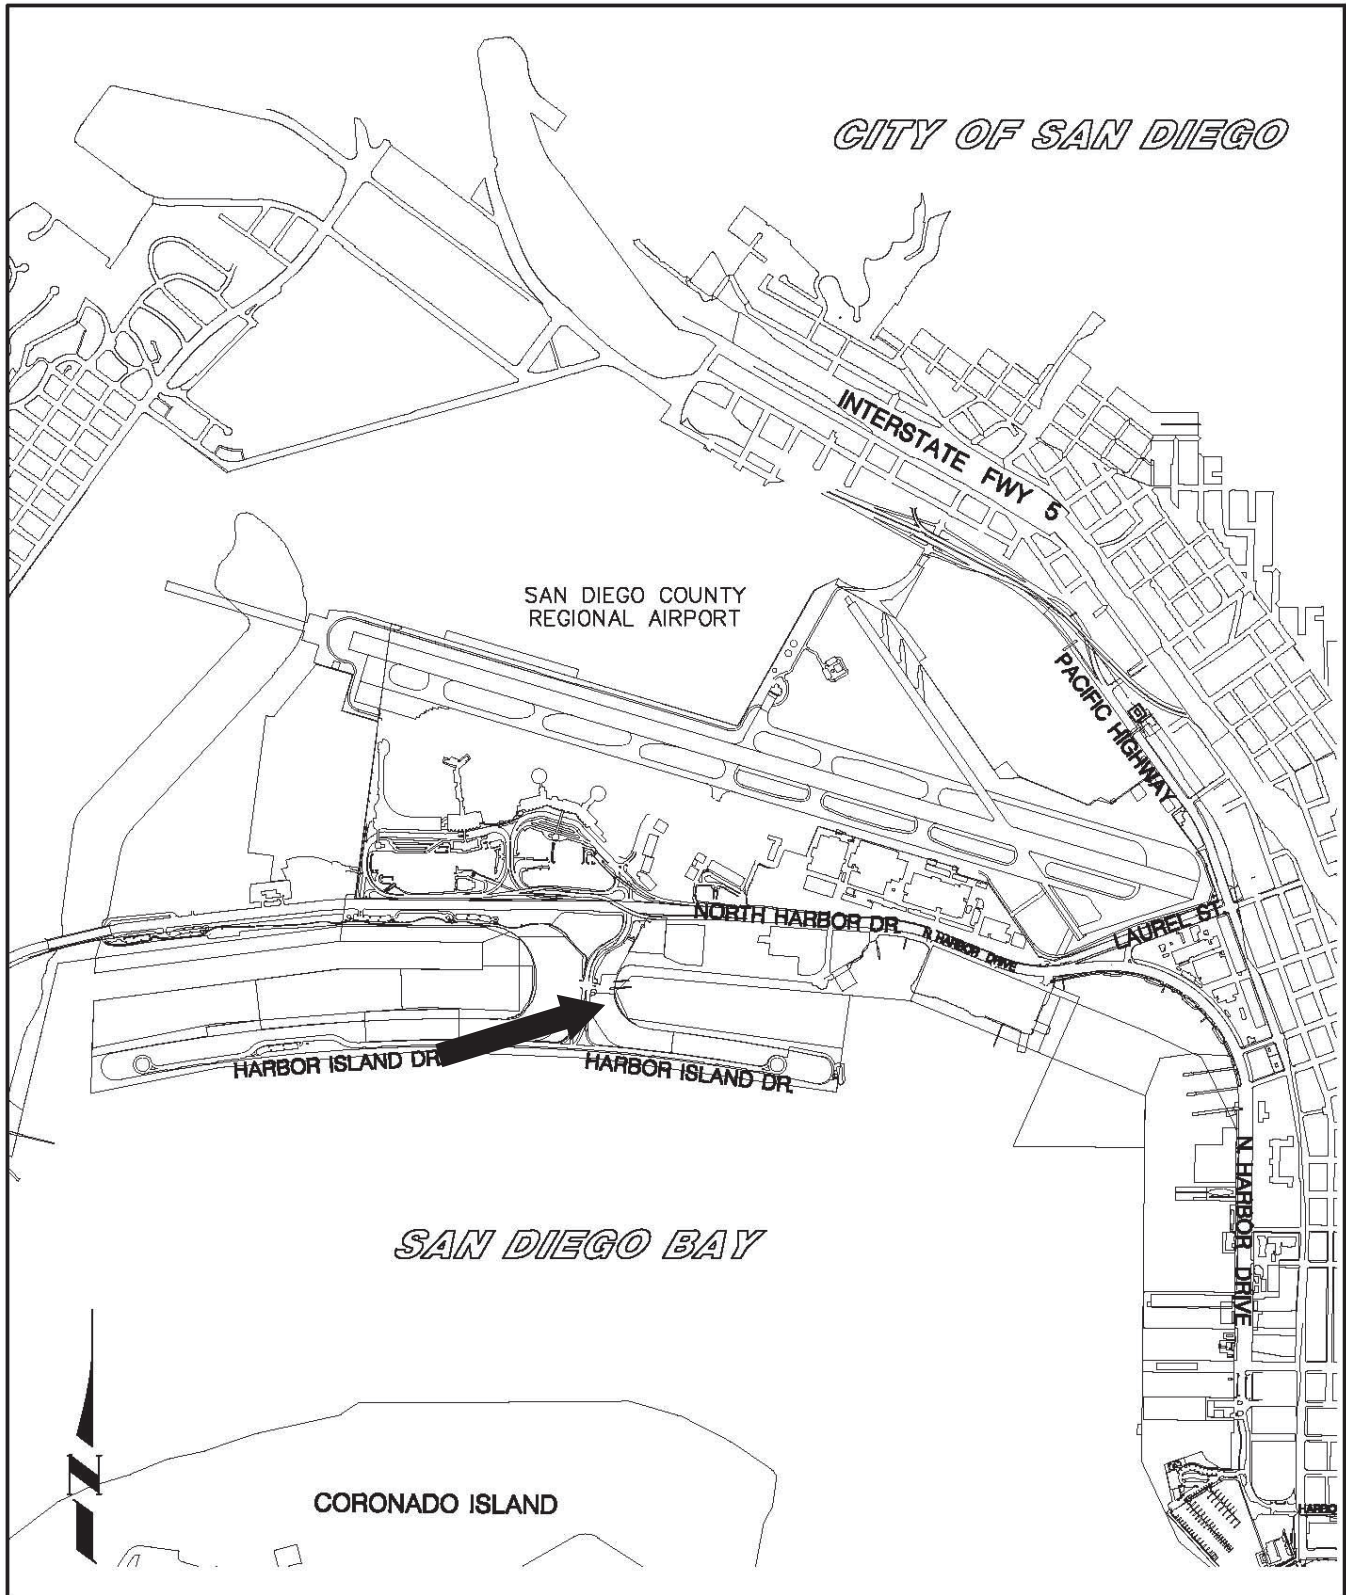 CITY OF SAN DIEGO
INTERSTATE FWY 5
SAN DIEGO COUNTY
REGIONAL AIRPORT
PACIFIC HIGHWAY
NORTH HARBOR DR.
N HARBOR DRIVE
LAUREL ST.
HARBOR ISLAND DR.
HARBOR ISLAND DR.
N. HARBOR DRIVE
SAN DIEGO BAY
N
CORONADO ISLAND
HARBO